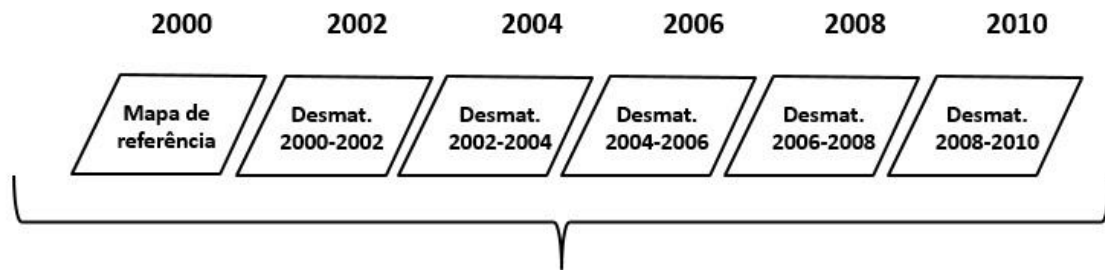 2000 2002 2004 2006 2008 2010
Mapa de referência
Desmat. 2000-2002
Desmat. 2002-2004
Desmat. 2004-2006
Desmat. 2006-2008
Desmat. 2008-2010